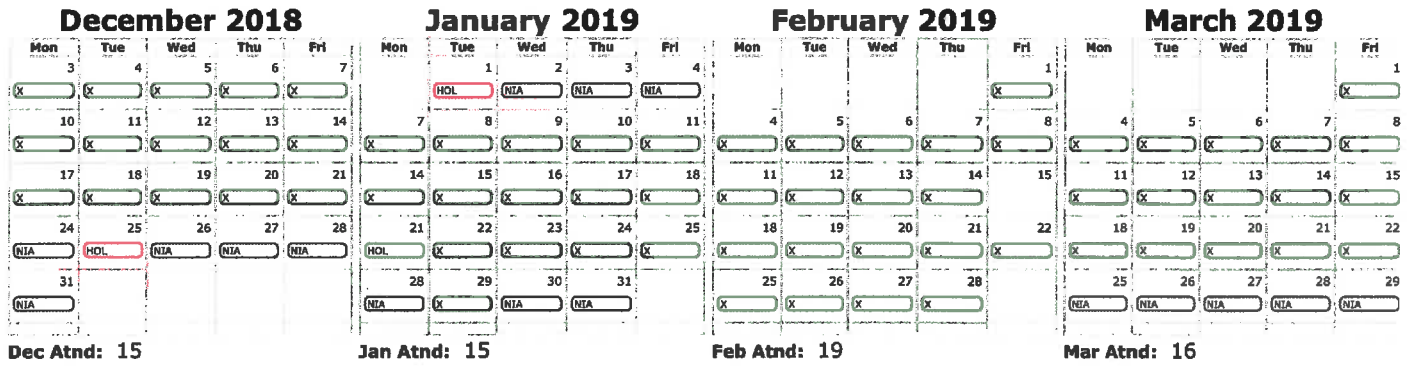 December 2018 January 2019 February 2019 March 2019
Mon Tue Wed Thu Fri Mon Tue Wed Thu Fri Mon Tue Wed Thu Fri Mon Tue Wed Thu Fri
3 4 5 6 7 1 2 3 4 1 1
X X X X X HOL NIA NIA NIA X X
10 11 12 13 14 7 8 9 10 11 4 5 6 7 8 4 5 6 7 8
X X X X X X X X X X X X X X X X X X X X
17 18 19 20 21 14 15 16 17 18 11 12 13 14 15 11 12 13 14 15
X X X X X X X X X X X X X X X X X X X
24 25 26 27 28 21 22 23 24 25 18 19 20 21 22 18 19 20 21 22
NIA HOL NIA NIA NIA HOL X X X X X X X X X X X X X X
31 28 29 30 31 25 26 27 28 25 26 27 28 29
NIA NIA X NIA NIA X X X X NIA NIA NIA NIA NIA
Dec Atnd: 15 Jan Atnd: 15 Feb Atnd: 19 Mar Atnd: 16